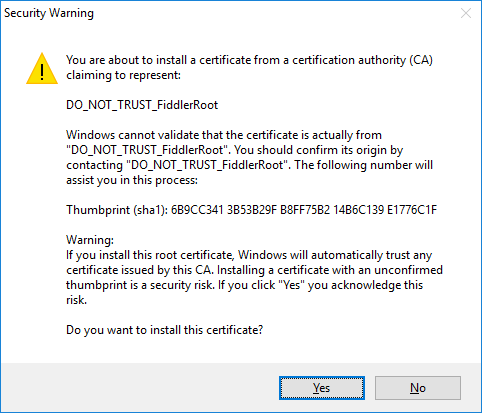 Security Warning
You are about to install a certificate from a certification authority (CA)
claiming to represent:
DO_NOT_TRUST_FiddlerRoot
Windows cannot validate that the certificate is actually from
"DO_NOT_TRUST_FiddlerRoot". You should confirm its origin by
contacting "DO_NOT_TRUST_FiddlerRoot". The following number will
assist you in this process:
Thumbprint (sha1): 6B9CC341 3B53B29F B8FF75B2 14B6C139 E1776C1F
Warning:
If you install this root certificate, Windows will automatically trust any
certificate issued by this CA. Installing a certificate with an unconfirmed
thumbprint is a security risk. If you click "Yes" you acknowledge this
risk.
Do you want to install this certificate?
Yes
No